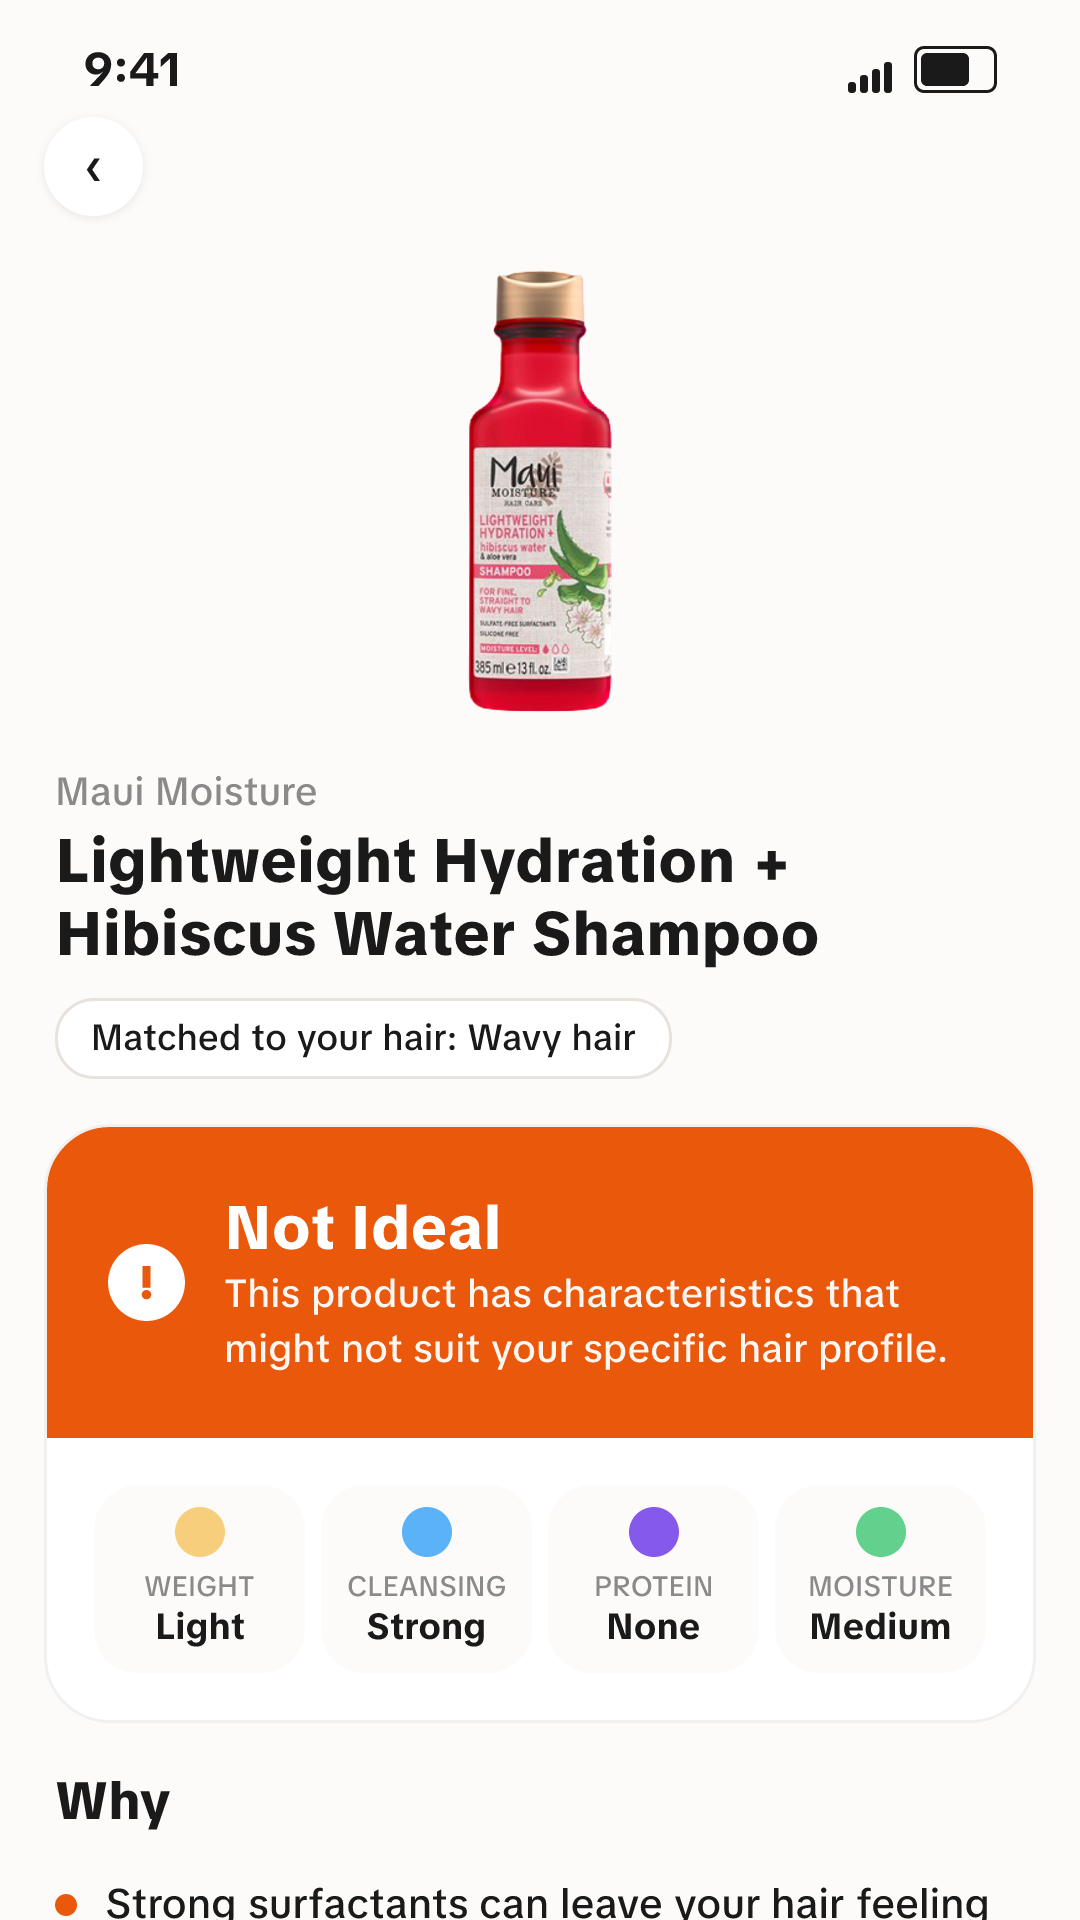 9:41
Maui
MOISTURE
HAIR CARE
LIGHTWEIGHT
HYDRATION +
hibiscus water
& aloe vera
SHAMPOO
FOR FINE,
STRAIGHT TO
WAVY HAIR
SULFATE-FREE SURFACTANTS
SILICONE FREE
MOISTURE LEVEL:
385 ml e 13 fl. oz.
Maui Moisture
Lightweight Hydration +
Hibiscus Water Shampoo
Matched to your hair: Wavy hair
Not Ideal
This product has characteristics that
might not suit your specific hair profile.
WEIGHT
Light
CLEANSING
Strong
PROTEIN
None
MOISTURE
Medium
Why
Strong surfactants can leave your hair feeling